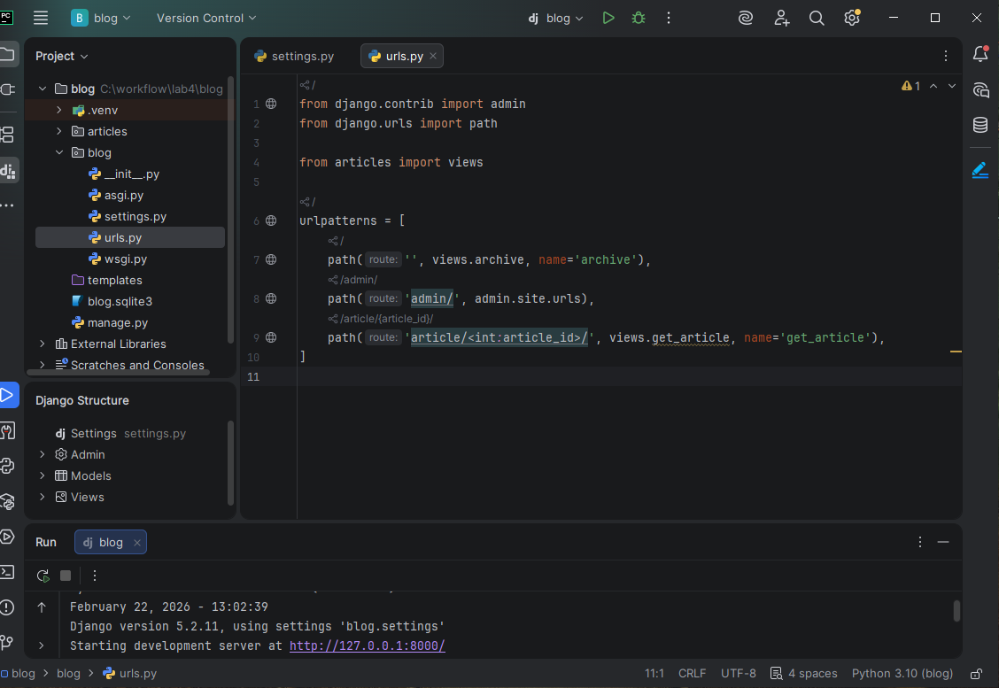 PC B blog Version Control dj blog
Project
settings.py urls.py
blog C:\workflow\lab4\blog
.venv
articles
blog
__init__.py
asgi.py
settings.py
urls.py
wsgi.py
templates
blog.sqlite3
manage.py
External Libraries
Scratches and Consoles
/
1 from django.contrib import admin
2 from django.urls import path
3
4 from articles import views
5
/
6 urlpatterns = [
/
7 path( route: '', views.archive, name='archive'),
/admin/
8 path( route: 'admin/', admin.site.urls),
/article/{article_id}/
9 path( route: 'article/<int:article_id>/', views.get_article, name='get_article'),
10 ]
11
1
Django Structure
dj Settings settings.py
Admin
Models
Views
Run dj blog
February 22, 2026 - 13:02:39
Django version 5.2.11, using settings 'blog.settings'
Starting development server at http://127.0.0.1:8000/
blog > blog > urls.py 11:1 CRLF UTF-8 4 spaces Python 3.10 (blog)